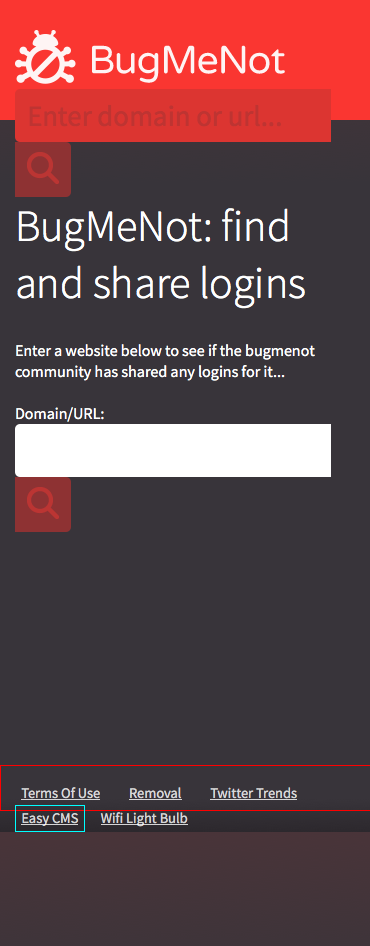 BugMeNot
Enter domain or url...
BugMeNot: find
and share logins
Enter a website below to see if the bugmenot
community has shared any logins for it...
Domain/URL:
Terms Of Use Removal Twitter Trends
Easy CMS Wifi Light Bulb